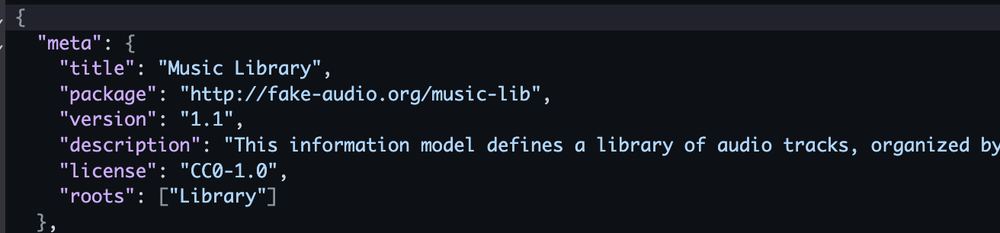 {
"meta": {
"title": "Music Library",
"package": "http://fake-audio.org/music-lib",
"version": "1.1",
"description": "This information model defines a library of audio tracks, organized by
"license": "CC0-1.0",
"roots": ["Library"]
},